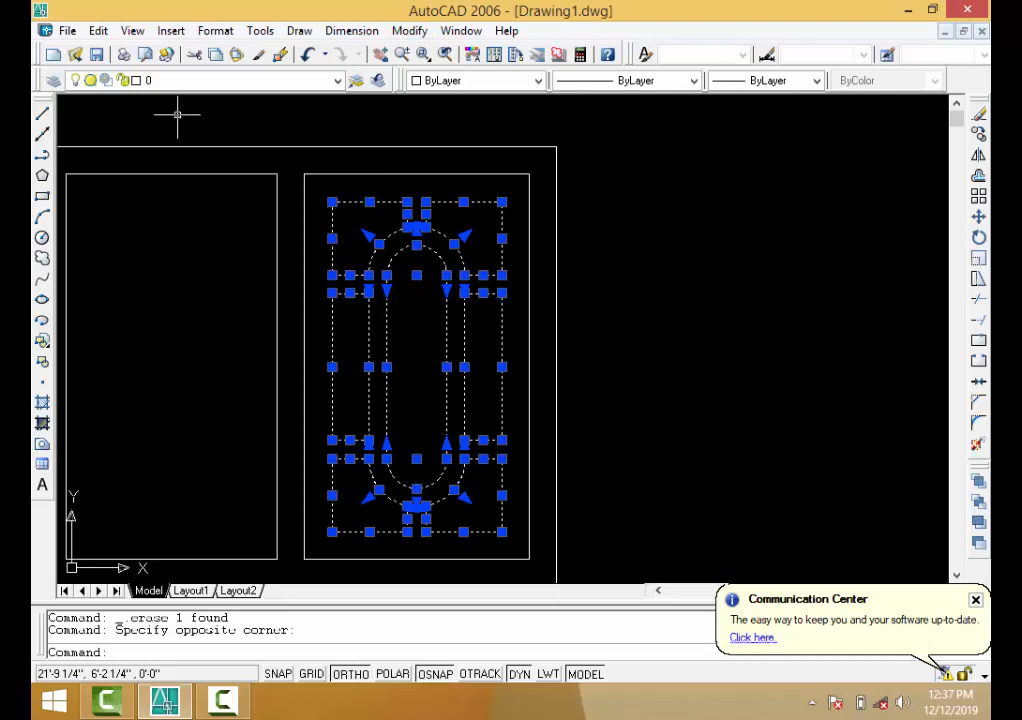 AutoCAD 2006 - [Drawing1.dwg]
File Edit View Insert Format Tools Draw Dimension Modify Window Help
0 ByLayer ByLayer ByLayer ByColor
A
Y
X
Model Layout1 Layout2
Command: _.erase 1 found
Command: Specify opposite corner:
Command:
Communication Center
The easy way to keep you and your software up-to-date.
Click here.
21'-9 1/4", 6'-2 1/4", 0'-0" SNAP GRID ORTHO POLAR OSNAP OTRACK DYN LWT MODEL
12:37 PM
12/12/2019